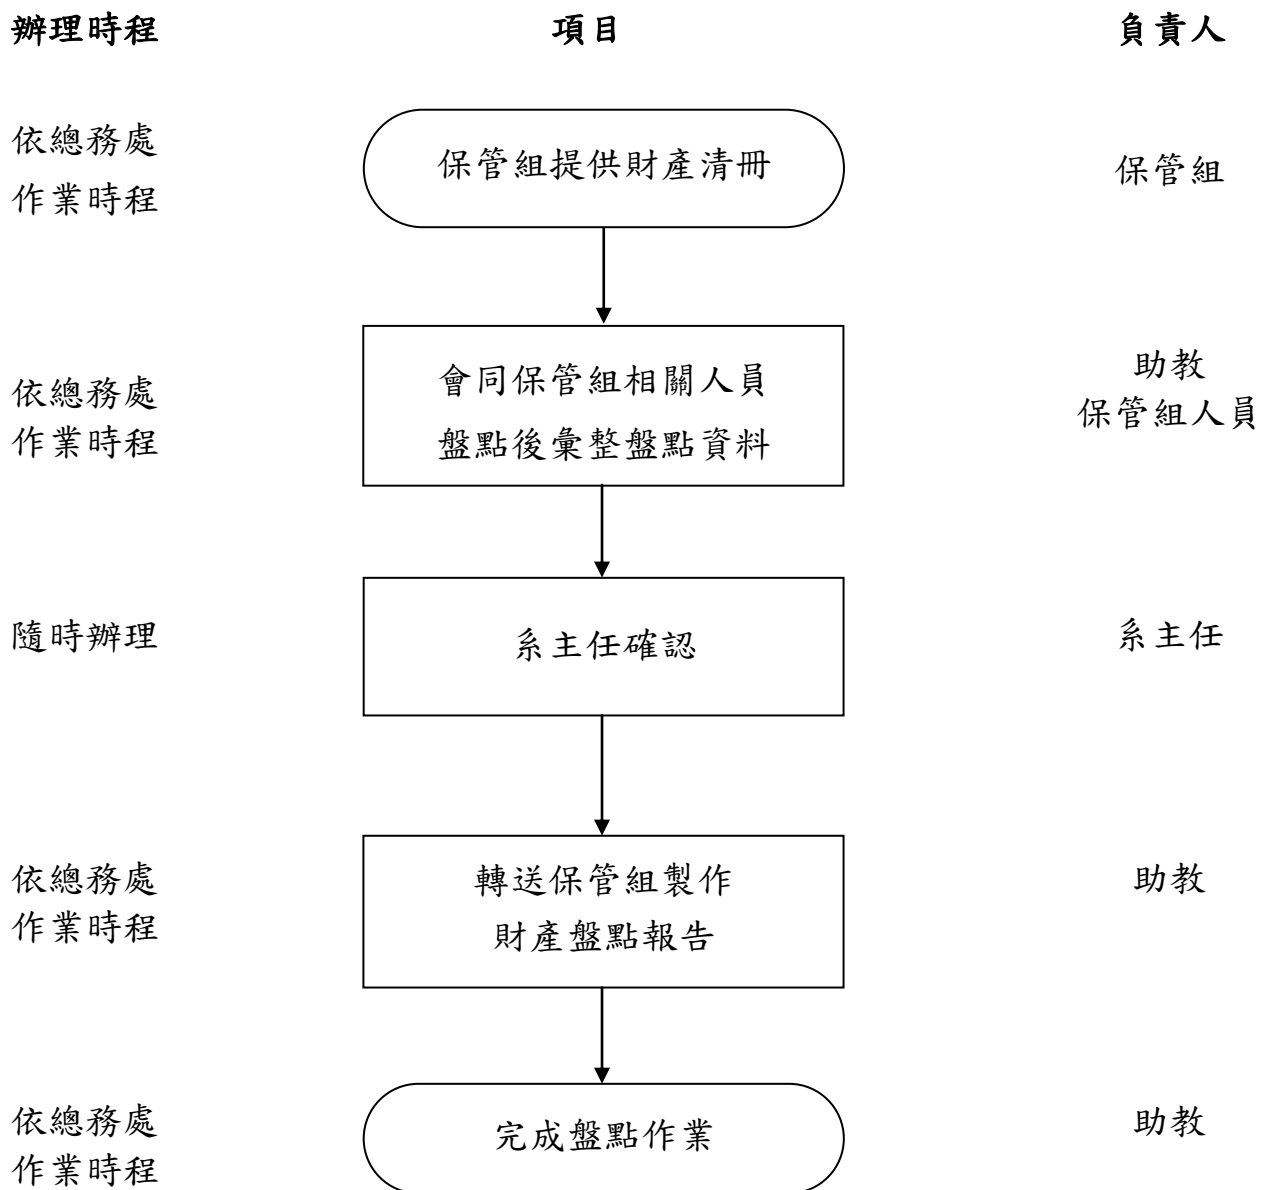 辦理時程 項目 負責人
依總務處
作業時程
保管組提供財產清冊
保管組
依總務處
作業時程
會同保管組相關人員
盤點後彙整盤點資料
助教
保管組人員
隨時辦理
系主任確認
系主任
依總務處
作業時程
轉送保管組製作
財產盤點報告
助教
依總務處
作業時程
完成盤點作業
助教